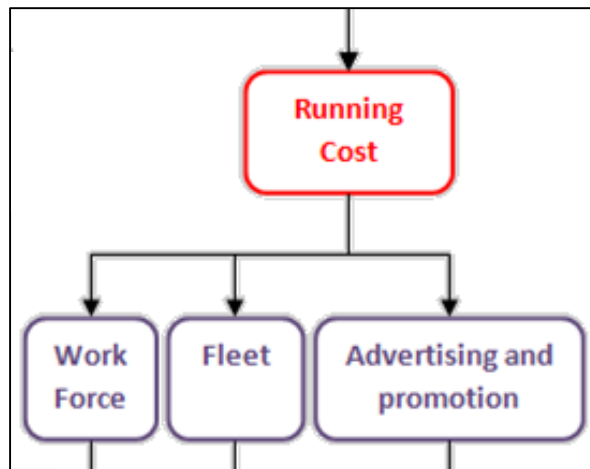 Running
Cost
Work
Force
Fleet
Advertising and
promotion